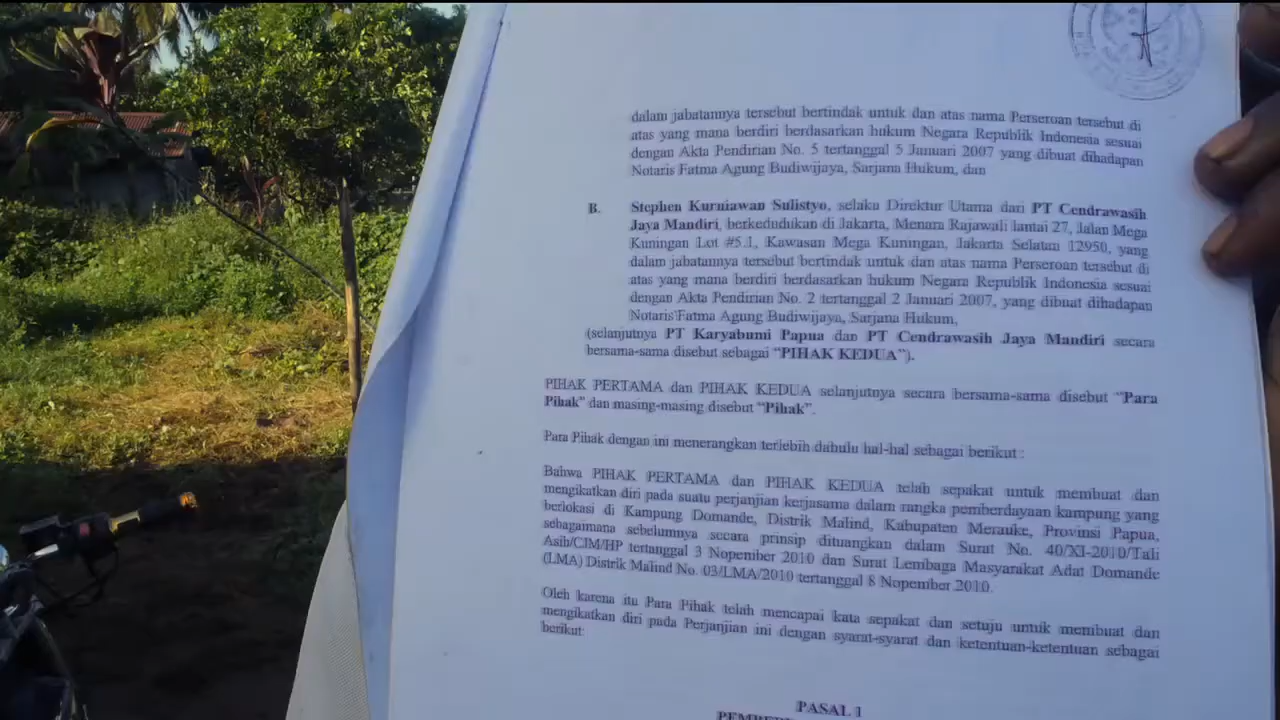 dalam jabatannya tersebut bertindak untuk dan atas nama Perseroan tersebut di
atas yang mana berdiri berdasarkan hukum Negara Republik Indonesia sesuai
dengan Akta Pendirian No. 5 tertanggal 5 Januari 2007 yang dibuat dihadapan
Notaris Fatma Agung Budiwijaya, Sarjana Hukum, dan
B. Stephen Kurniawan Sulistyo, selaku Direktur Utama dari PT Cendrawasih
Jaya Mandiri, berkedudukan di Jakarta, Menara Rajawali lantai 27, Jalan Mega
Kuningan Lot #5.1, Kawasan Mega Kuningan, Jakarta Selatan 12950, yang
dalam jabatannya tersebut bertindak untuk dan atas nama Perseroan tersebut di
atas yang mana berdiri berdasarkan hukum Negara Republik Indonesia sesuai
dengan Akta Pendirian No. 2 tertanggal 2 Januari 2007, yang dibuat dihadapan
Notaris Fatma Agung Budiwijaya, Sarjana Hukum,
(selanjutnya PT Karyabumi Papua dan PT Cendrawasih Jaya Mandiri secara
bersama-sama disebut sebagai “PIHAK KEDUA”).
PIHAK PERTAMA dan PIHAK KEDUA selanjutnya secara bersama-sama disebut “Para
Pihak” dan masing-masing disebut “Pihak”.
Para Pihak dengan ini menerangkan terlebih dahulu hal-hal sebagai berikut :
Bahwa PIHAK PERTAMA dan PIHAK KEDUA telah sepakat untuk membuat dan
mengikatkan diri pada suatu perjanjian kerjasama dalam rangka pemberdayaan kampung yang
berlokasi di Kampung Domande, Distrik Malind, Kabupaten Merauke, Provinsi Papua,
sebagaimana sebelumnya secara prinsip dituangkan dalam Surat No. 40/XI-2010/Tali
Asih/CJM/HP tertanggal 3 Nopember 2010 dan Surat Lembaga Masyarakat Adat Domande
(LMA) Distrik Malind No. 03/LMA/2010 tertanggal 8 Nopember 2010.
Oleh karena itu Para Pihak telah mencapai kata sepakat dan setuju untuk membuat dan
mengikatkan diri pada Perjanjian ini dengan syarat-syarat dan ketentuan-ketentuan sebagai
berikut:
PASAL 1